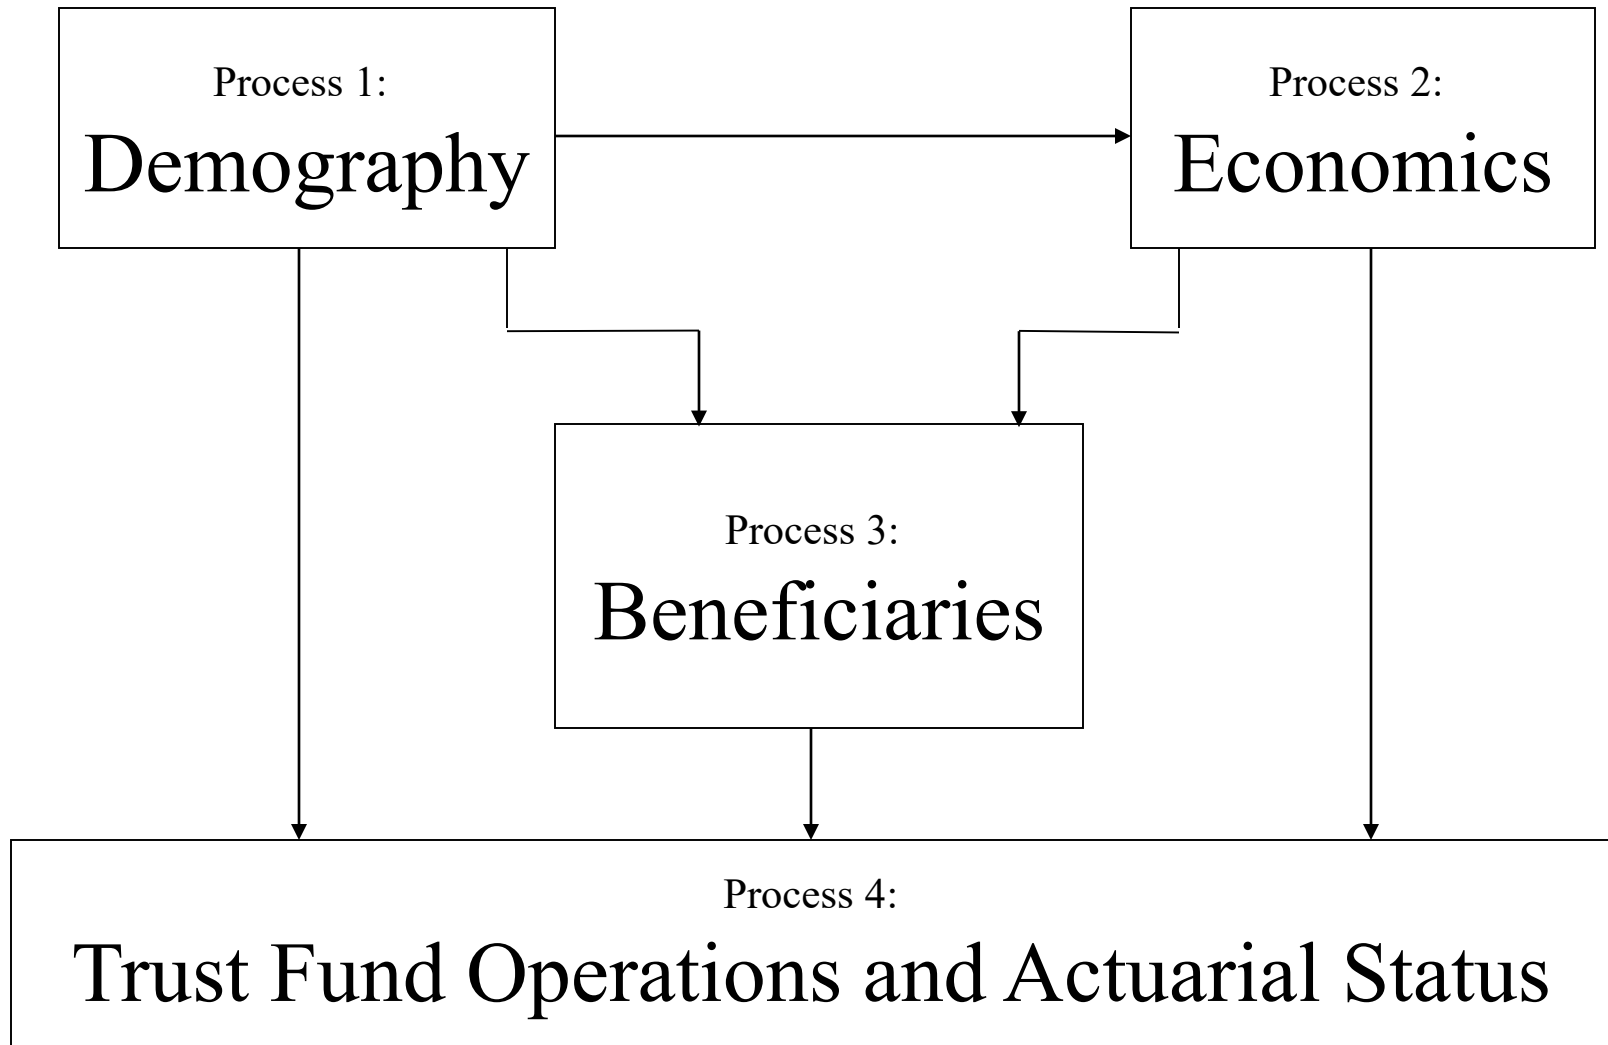 Process 1:
Demography
Process 2:
Economics
Process 3:
Beneficiaries
Process 4:
Trust Fund Operations and Actuarial Status